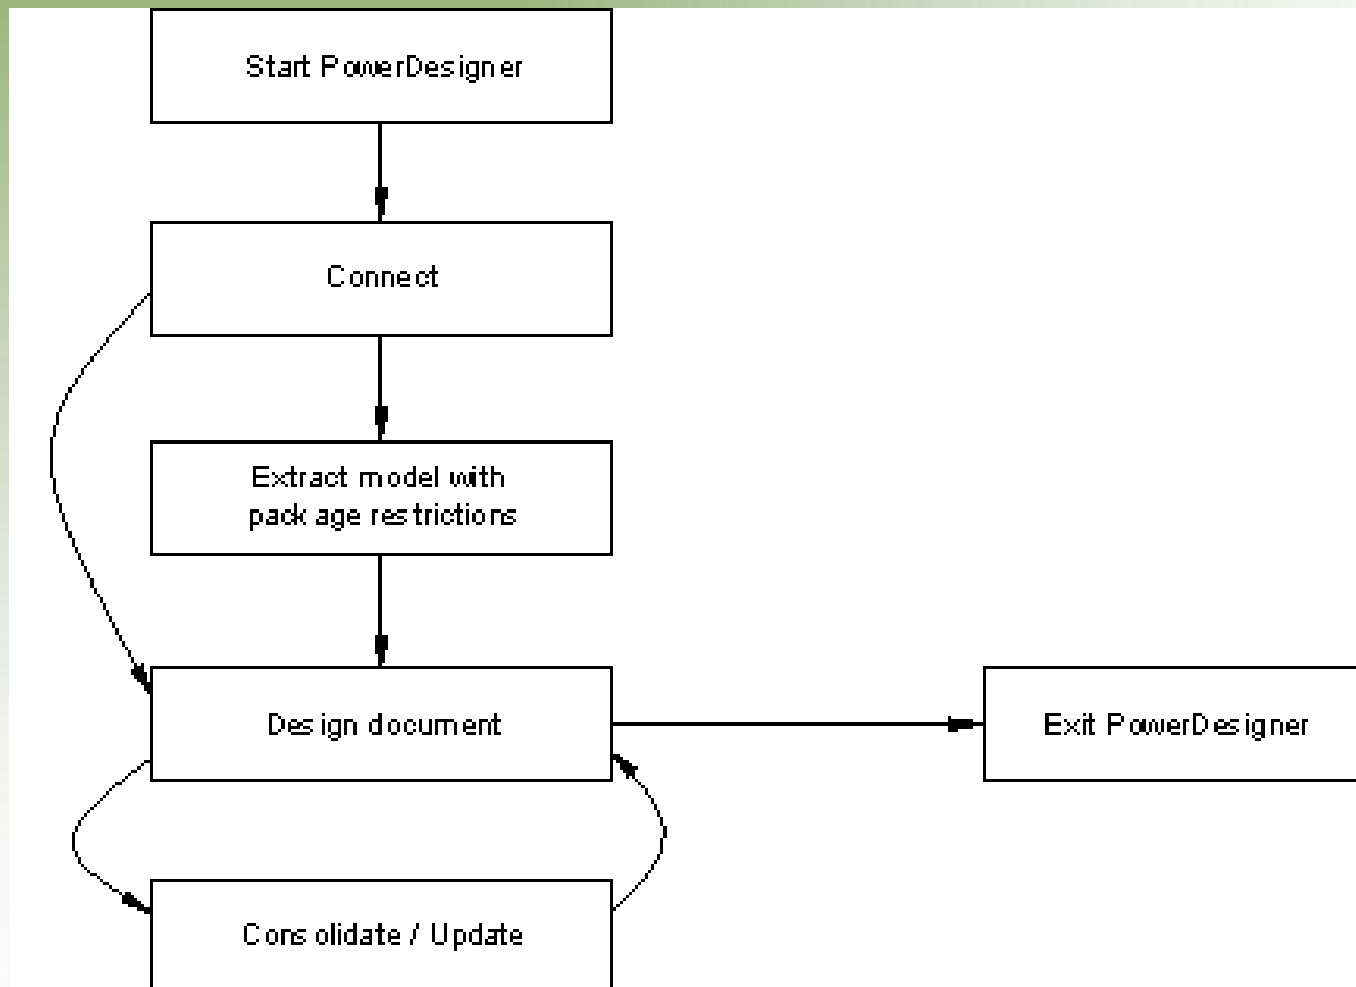 Start PowerDesigner
Connect
Extract model with
package restrictions
Design document
Exit PowerDesigner
Consolidate / Update